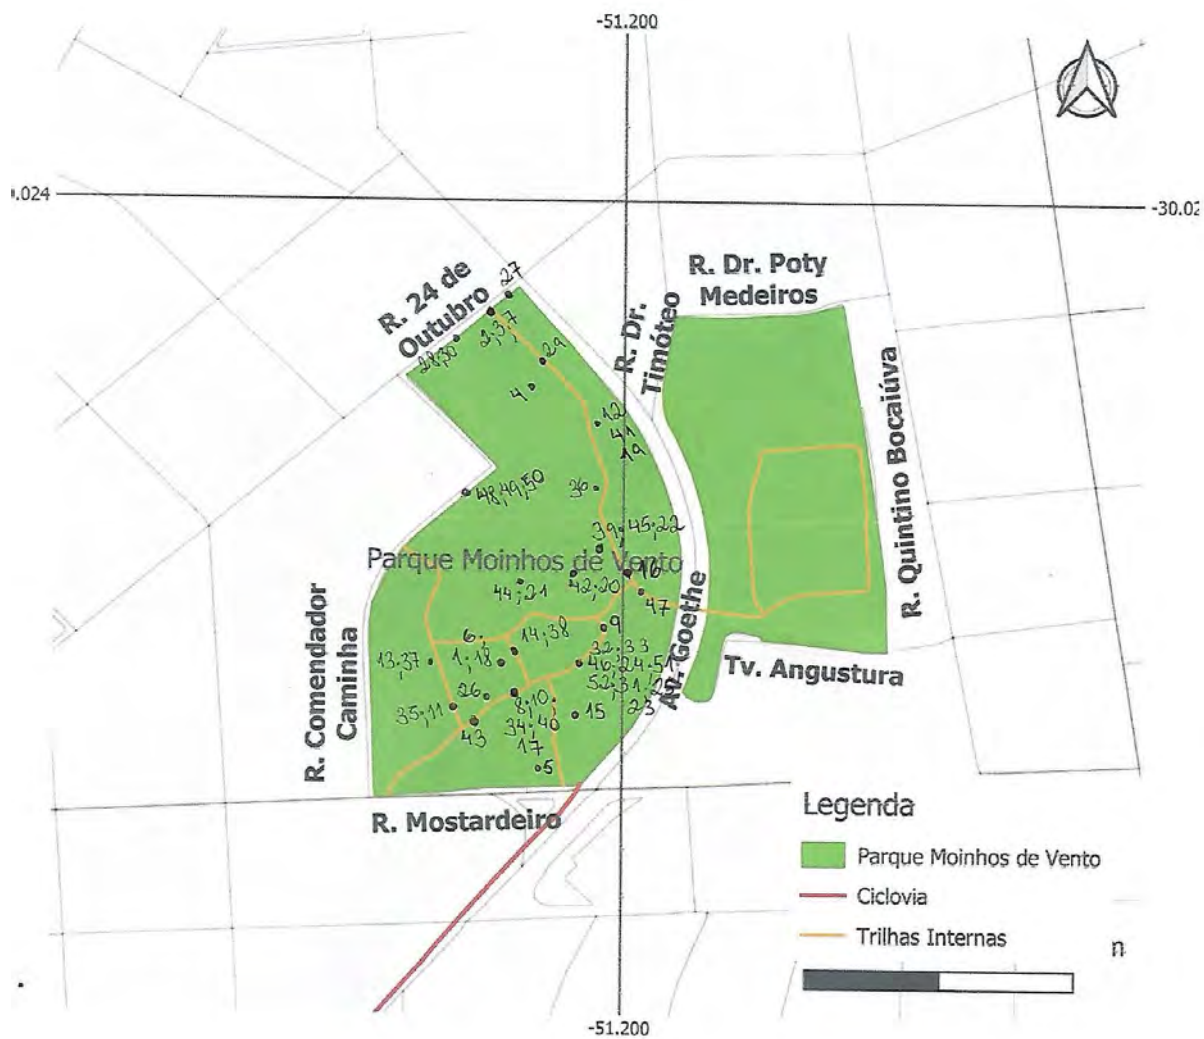 -51.200
0.024
-30.02
27
R. 24 de
Outubro
2;3;7
28;30
R. Dr.
Timóteo
R. Dr. Poty
Medeiros
29
4
12
41
19
R. Quintino Bocaiúva
48,49,50
36
39;
45;22
Parque Moinhos de Vento
16
44;21
42;20
47
Av. Goethe
9
6;
14;38
13;37
1;18
32;33
46;24;51
52;31;
23
Tv. Angustura
26
35;11
8;10;
34;40
17
15
43
5
R. Comendador
Caminha
R. Mostardeiro
Legenda
Parque Moinhos de Vento
Ciclovia
Trilhas Internas
n
-51.200